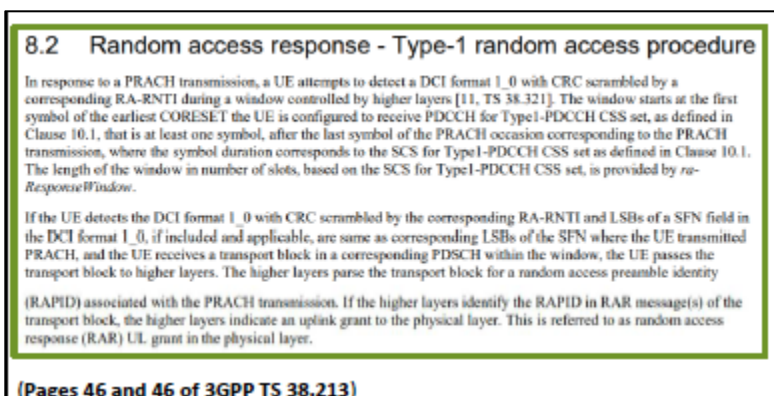 8.2 Random access response - Type-1 random access procedure
In response to a PRACH transmission, a UE attempts to detect a DCI format 1_0 with CRC scrambled by a
corresponding RA-RNTI during a window controlled by higher layers [11, TS 38.321]. The window starts at the first
symbol of the earliest CORESET the UE is configured to receive PDCCH for Type1-PDCCH CSS set, as defined in
Clause 10.1, that is at least one symbol, after the last symbol of the PRACH occasion corresponding to the PRACH
transmission, where the symbol duration corresponds to the SCS for Type1-PDCCH CSS set as defined in Clause 10.1.
The length of the window in number of slots, based on the SCS for Type1-PDCCH CSS set, is provided by ra-
ResponseWindow.
If the UE detects the DCI format 1_0 with CRC scrambled by the corresponding RA-RNTI and LSBs of a SFN field in
the DCI format 1_0, if included and applicable, are same as corresponding LSBs of the SFN where the UE transmitted
PRACH, and the UE receives a transport block in a corresponding PDSCH within the window, the UE passes the
transport block to higher layers. The higher layers parse the transport block for a random access preamble identity
(RAPID) associated with the PRACH transmission. If the higher layers identify the RAPID in RAR message(s) of the
transport block, the higher layers indicate an uplink grant to the physical layer. This is referred to as random access
response (RAR) UL grant in the physical layer.
(Pages 46 and 46 of 3GPP TS 38.213)